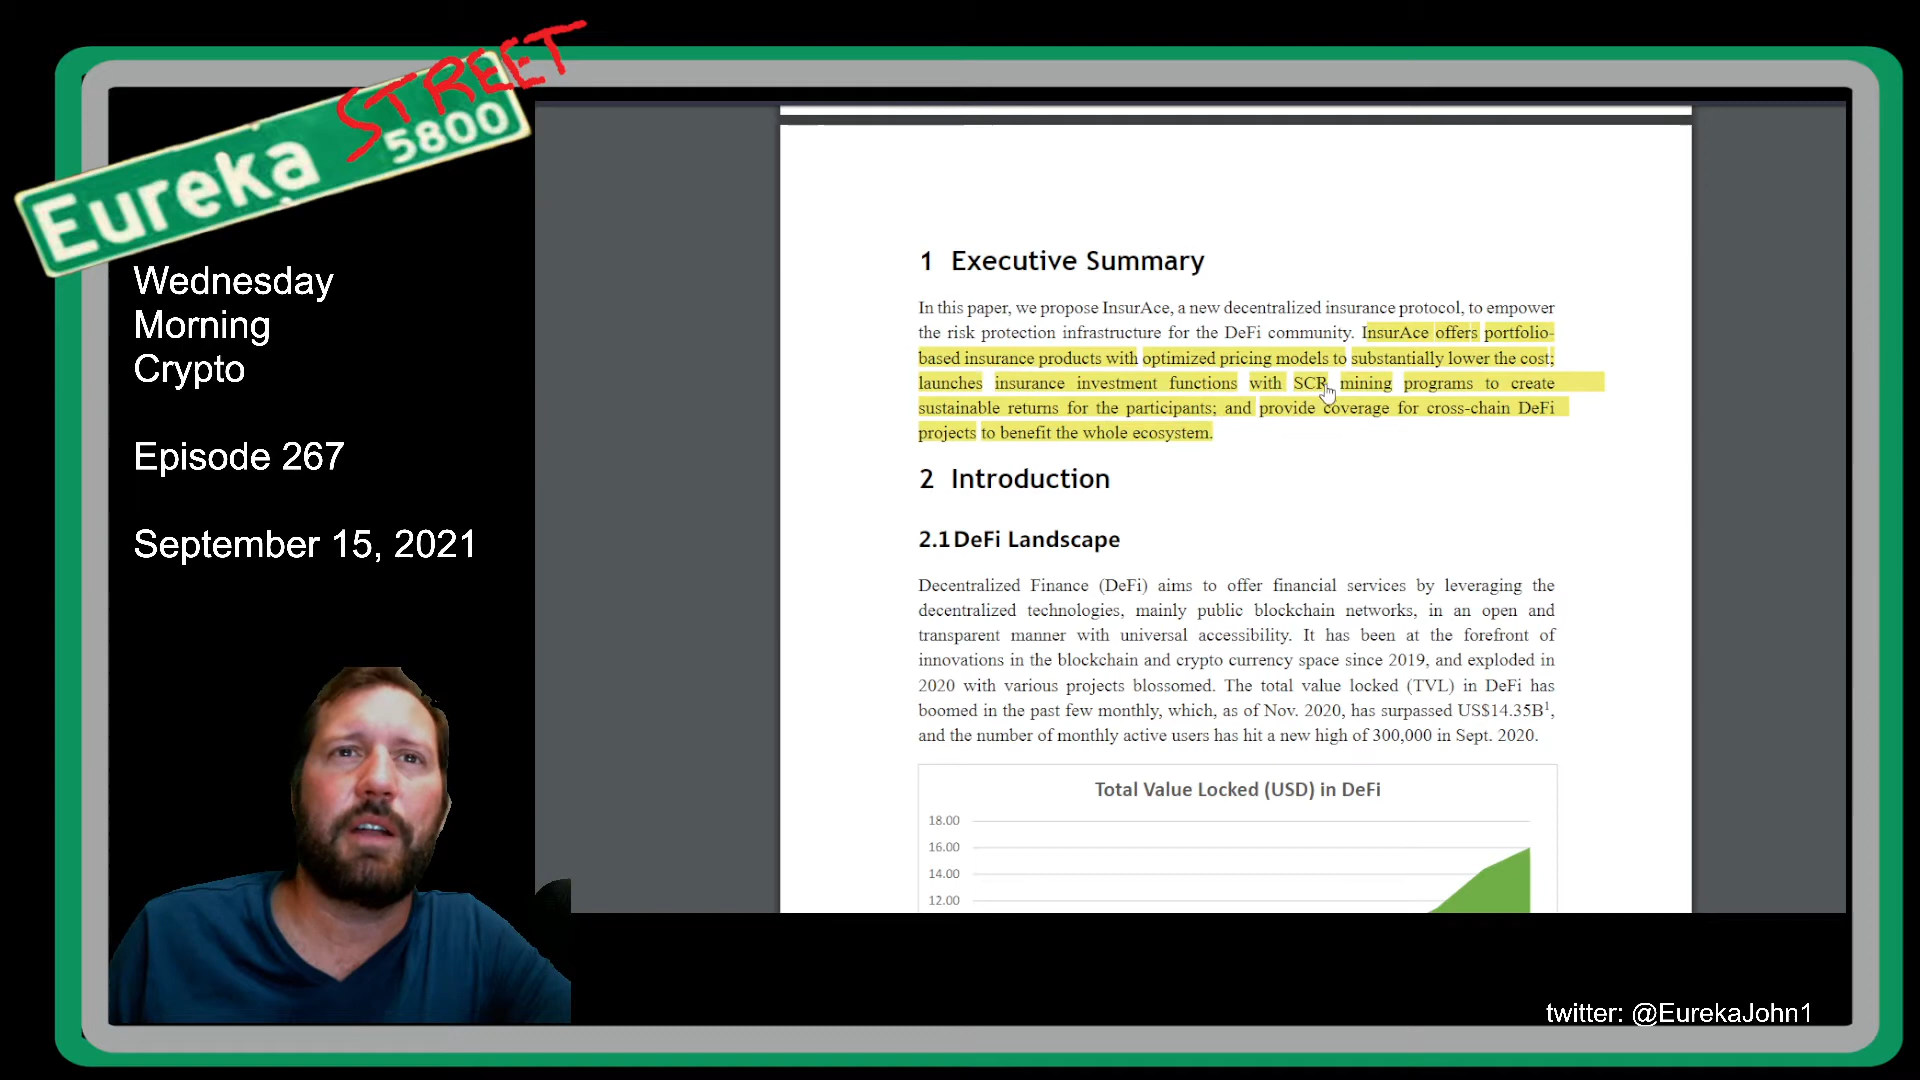 Eureka STREET
5800
Wednesday
Morning
Crypto
Episode 267
September 15, 2021
1 Executive Summary
In this paper, we propose InsurAce, a new decentralized insurance protocol, to empower
the risk protection infrastructure for the DeFi community. InsurAce offers portfolio-
based insurance products with optimized pricing models to substantially lower the cost;
launches insurance investment functions with SCR mining programs to create
sustainable returns for the participants; and provide coverage for cross-chain DeFi
projects to benefit the whole ecosystem.
2 Introduction
2.1 DeFi Landscape
Decentralized Finance (DeFi) aims to offer financial services by leveraging the
decentralized technologies, mainly public blockchain networks, in an open and
transparent manner with universal accessibility. It has been at the forefront of
innovations in the blockchain and crypto currency space since 2019, and exploded in
2020 with various projects blossomed. The total value locked (TVL) in DeFi has
boomed in the past few monthly, which, as of Nov. 2020, has surpassed US$14.35B¹,
and the number of monthly active users has hit a new high of 300,000 in Sept. 2020.
Total Value Locked (USD) in DeFi
18.00
16.00
14.00
12.00
twitter: @EurekaJohn1